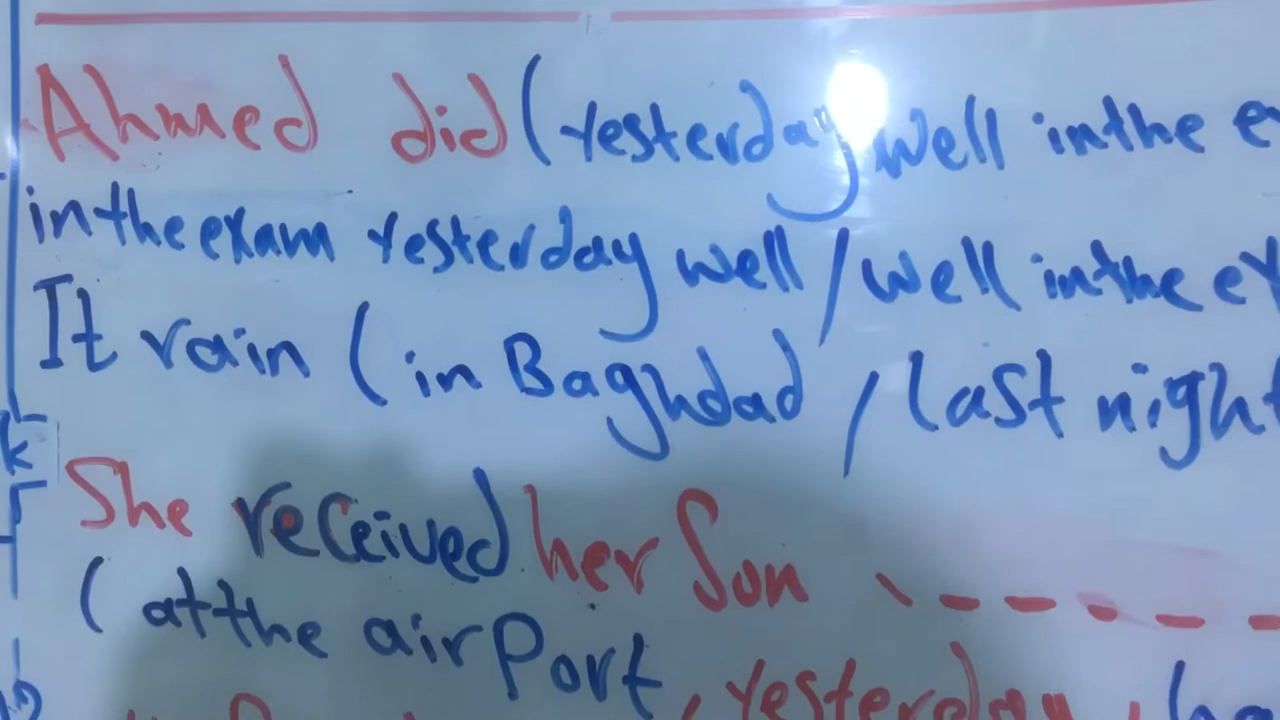 Ahmed did (yesterday well in the
in the exam yesterday well / well in the
It rain ( in Baghdad / last night
She received her Son - - - - -
( at the airPort , yesterday ,